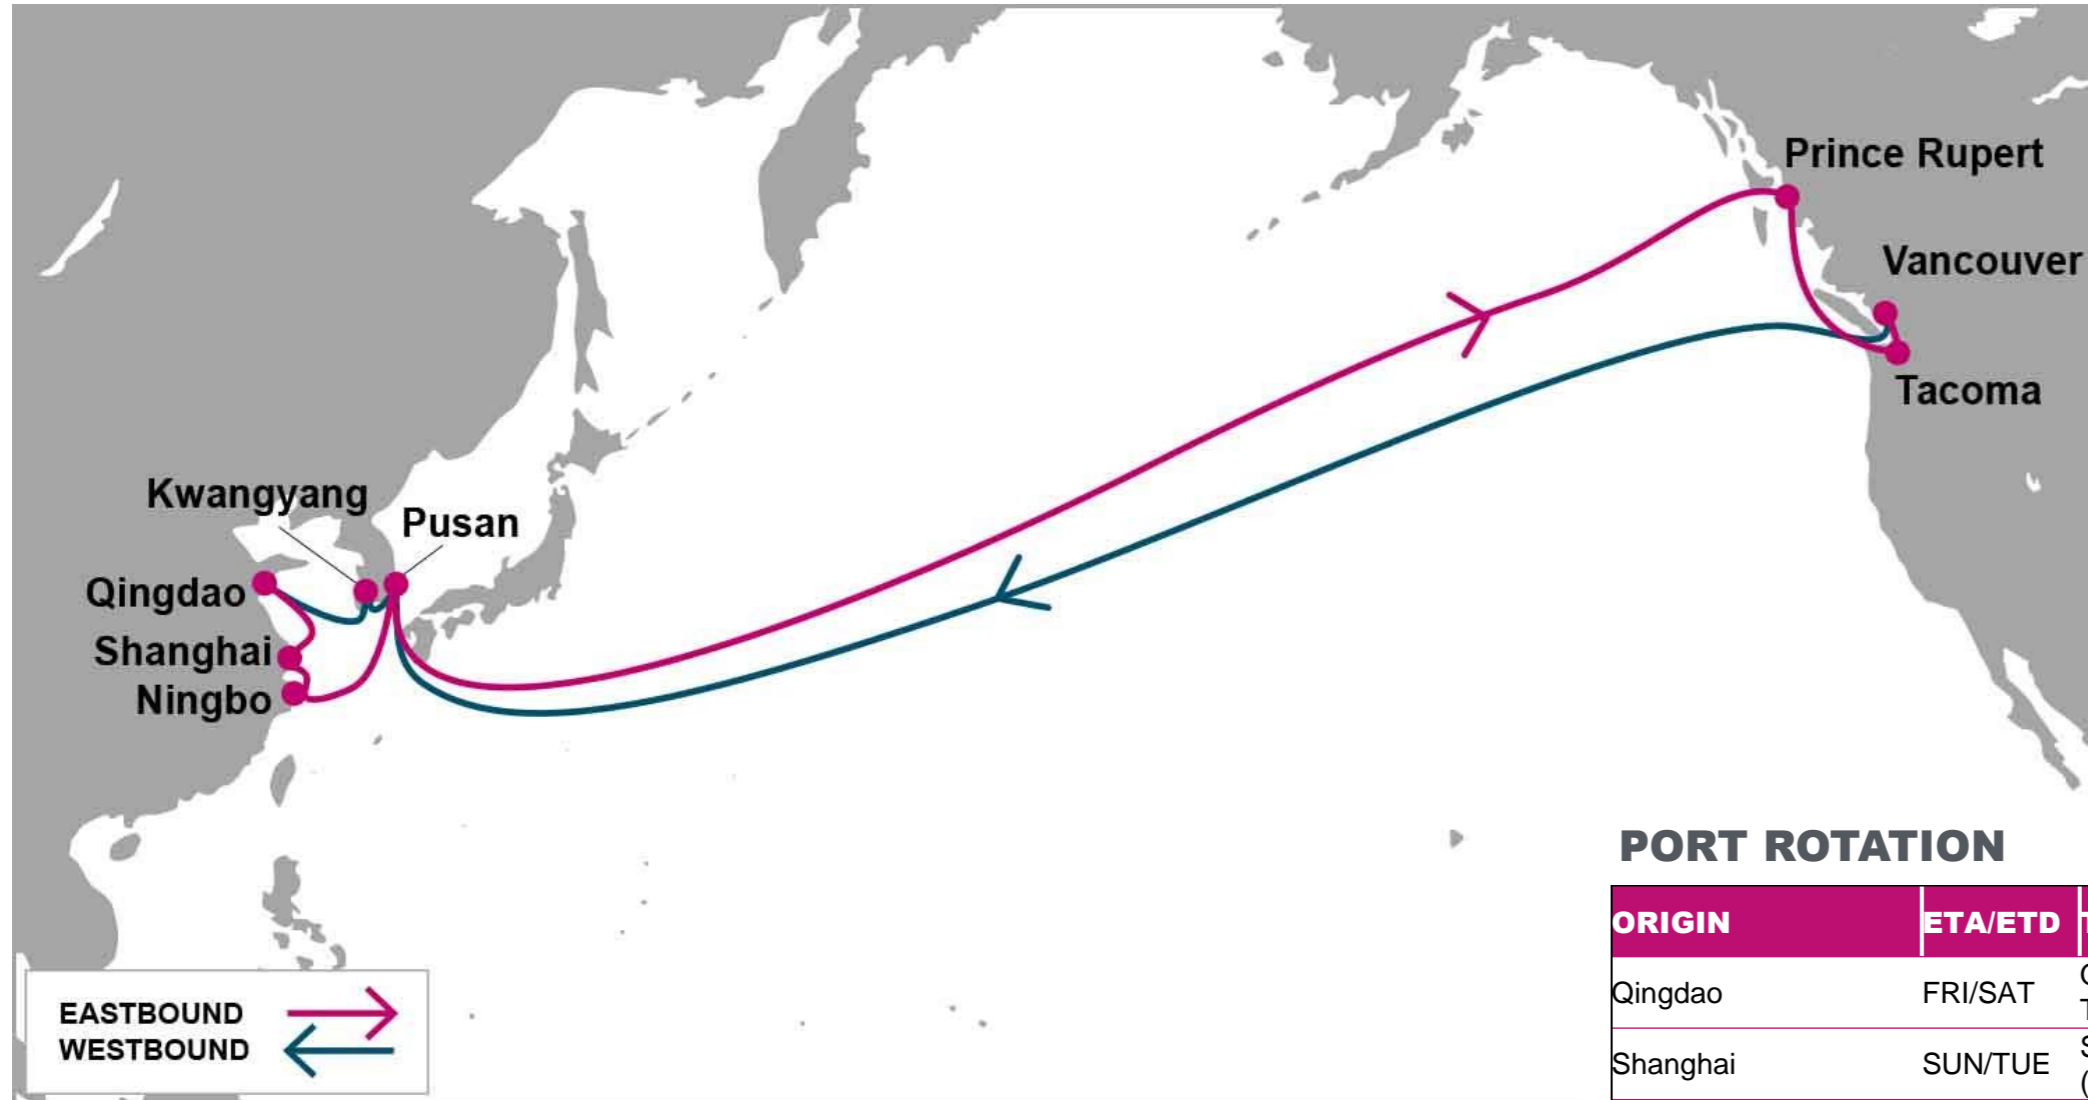 Prince Rupert
Vancouver
Tacoma
Kwangyang
Pusan
Qingdao
Shanghai
Ningbo
PORT ROTATION
ORIGIN ETA/ETD
Qingdao FRI/SAT
Shanghai SUN/TUE
EASTBOUND
WESTBOUND